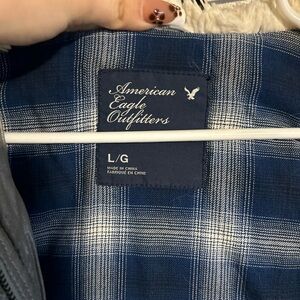 American
Eagle
Outfitters
L/G
MADE IN CHINA
FABRIQUÉ EN CHINE